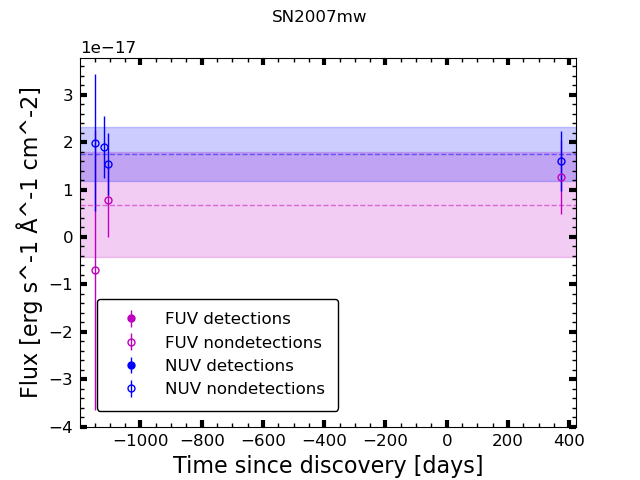 SN2007mw
1e−17
3
2
1
0
−1
−2
−3
−4
Flux [erg s^-1 Å^-1 cm^-2]
FUV detections
FUV nondetections
NUV detections
NUV nondetections
−1000 −800 −600 −400 −200 0 200 400
Time since discovery [days]